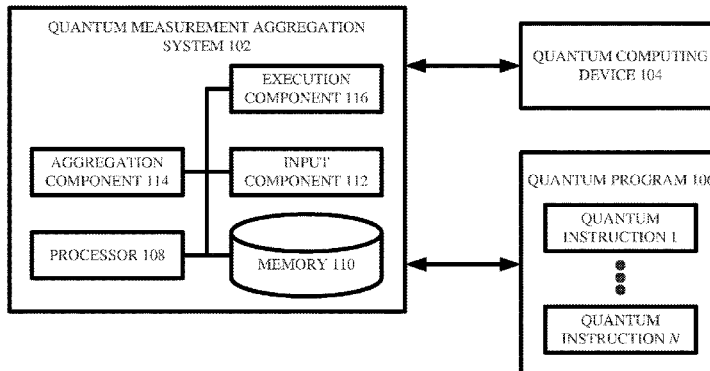 QUANTUM MEASUREMENT AGGREGATION
SYSTEM 102
EXECUTION
COMPONENT 116
AGGREGATION
COMPONENT 114
INPUT
COMPONENT 112
PROCESSOR 108
MEMORY 110
QUANTUM COMPUTING
DEVICE 104
QUANTUM PROGRAM 106
QUANTUM
INSTRUCTION 1
QUANTUM
INSTRUCTION N